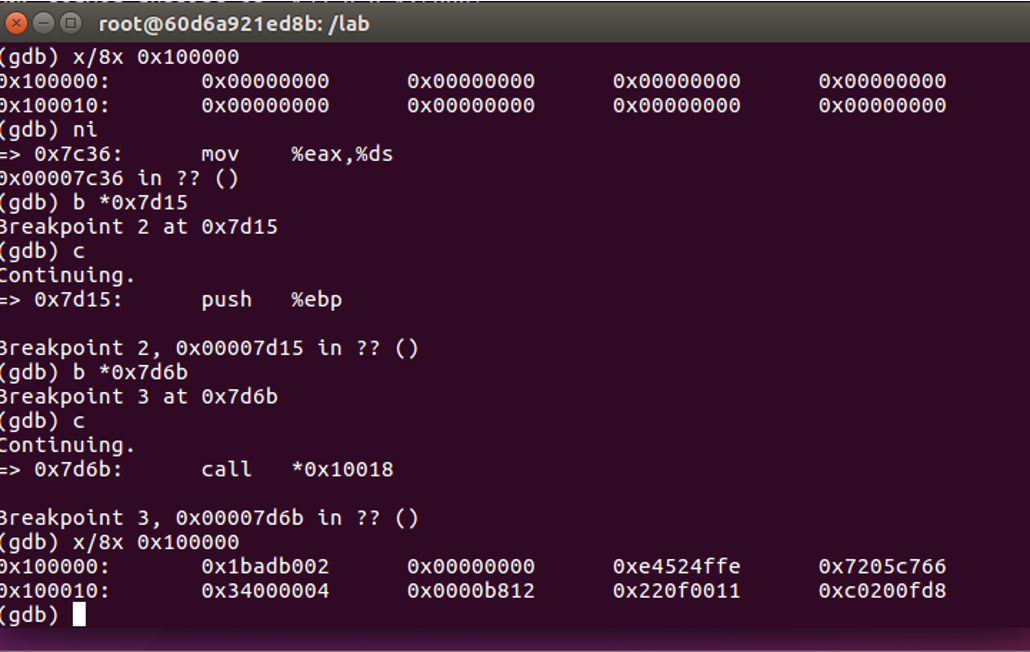 root@60d6a921ed8b: /lab
(gdb) x/8x 0x100000
0x100000: 0x00000000 0x00000000 0x00000000 0x00000000
0x100010: 0x00000000 0x00000000 0x00000000 0x00000000
(gdb) ni
=> 0x7c36: mov %eax,%ds
0x00007c36 in ?? ()
(gdb) b *0x7d15
Breakpoint 2 at 0x7d15
(gdb) c
Continuing.
=> 0x7d15: push %ebp
Breakpoint 2, 0x00007d15 in ?? ()
(gdb) b *0x7d6b
Breakpoint 3 at 0x7d6b
(gdb) c
Continuing.
=> 0x7d6b: call *0x10018
Breakpoint 3, 0x00007d6b in ?? ()
(gdb) x/8x 0x100000
0x100000: 0x1badb002 0x00000000 0xe4524ffe 0x7205c766
0x100010: 0x34000004 0x0000b812 0x220f0011 0xc0200fd8
(gdb)